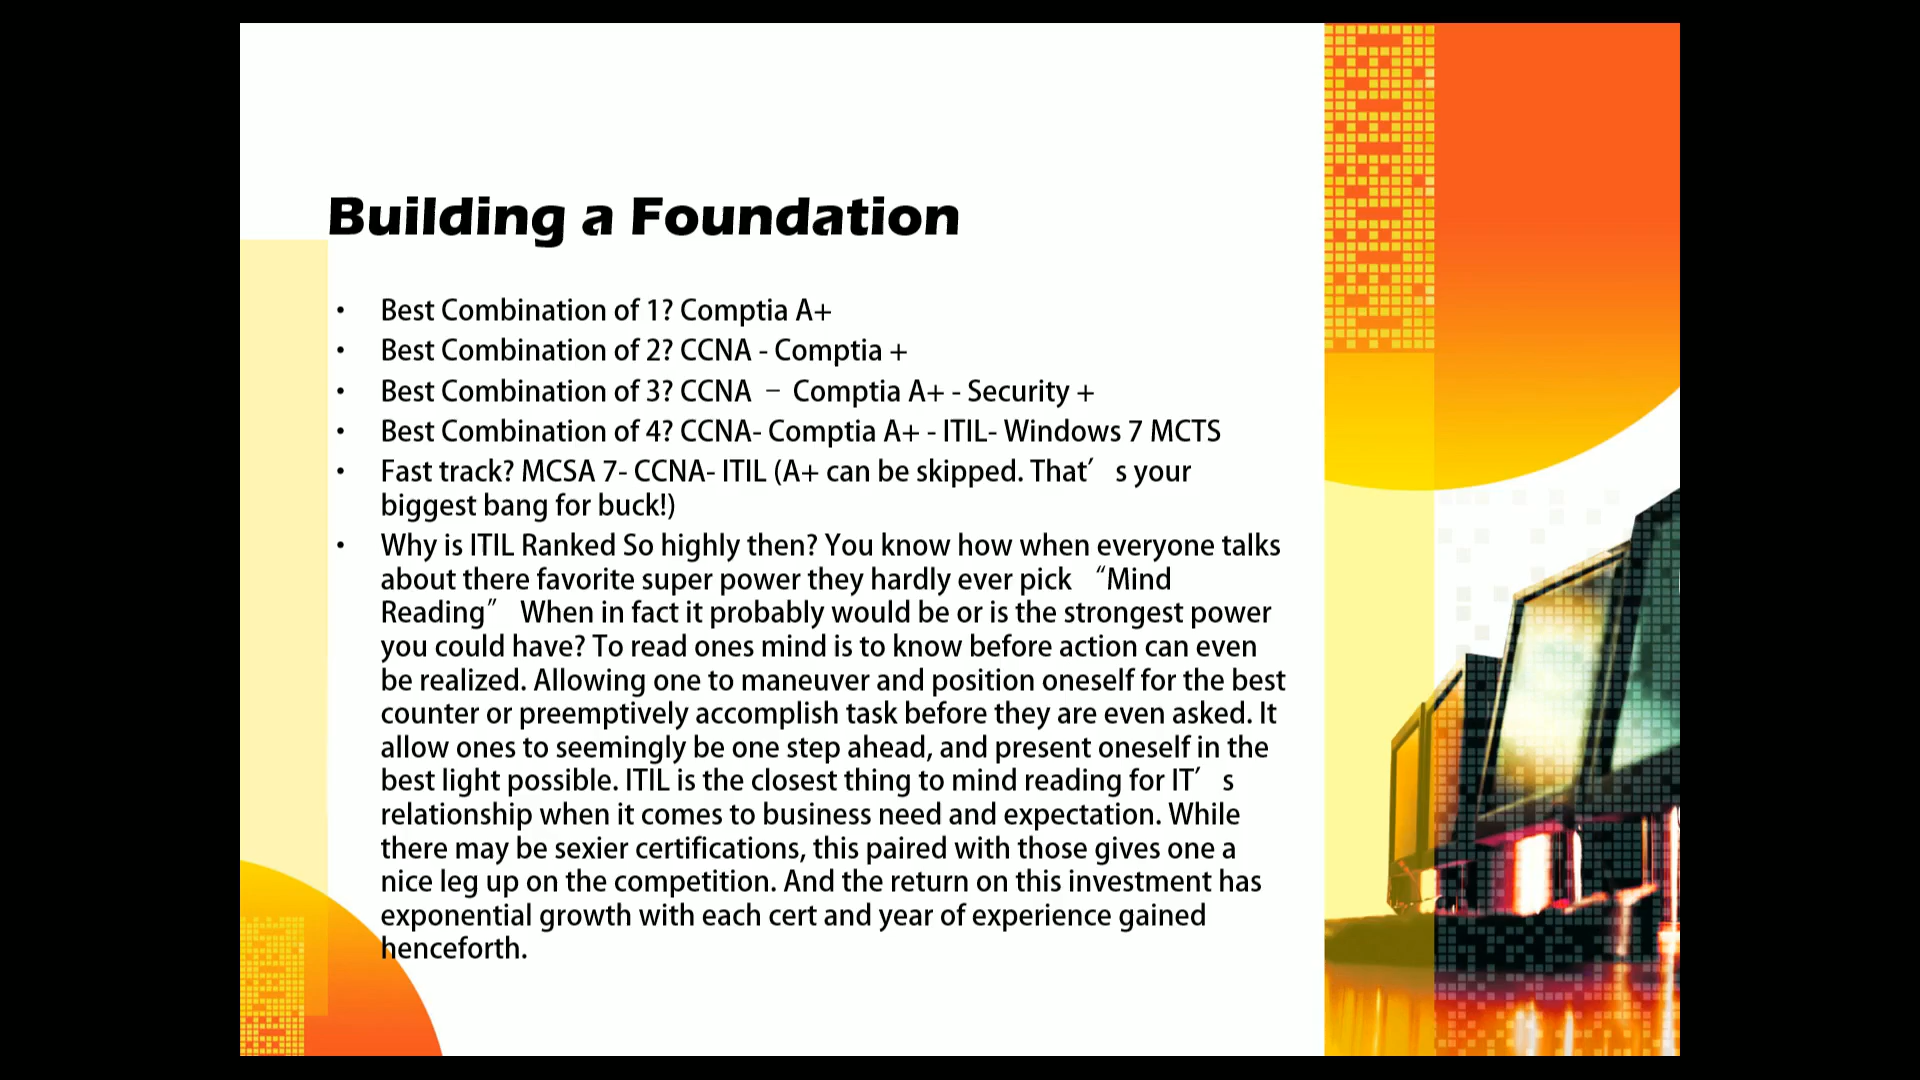 Building a Foundation
• Best Combination of 1? Comptia A+
• Best Combination of 2? CCNA - Comptia +
• Best Combination of 3? CCNA – Comptia A+ - Security +
• Best Combination of 4? CCNA- Comptia A+ - ITIL- Windows 7 MCTS
• Fast track? MCSA 7- CCNA- ITIL (A+ can be skipped. That’s your
biggest bang for buck!)
• Why is ITIL Ranked So highly then? You know how when everyone talks
about there favorite super power they hardly ever pick “Mind
Reading” When in fact it probably would be or is the strongest power
you could have? To read ones mind is to know before action can even
be realized. Allowing one to maneuver and position oneself for the best
counter or preemptively accomplish task before they are even asked. It
allow ones to seemingly be one step ahead, and present oneself in the
best light possible. ITIL is the closest thing to mind reading for IT’s
relationship when it comes to business need and expectation. While
there may be sexier certifications, this paired with those gives one a
nice leg up on the competition. And the return on this investment has
exponential growth with each cert and year of experience gained
henceforth.